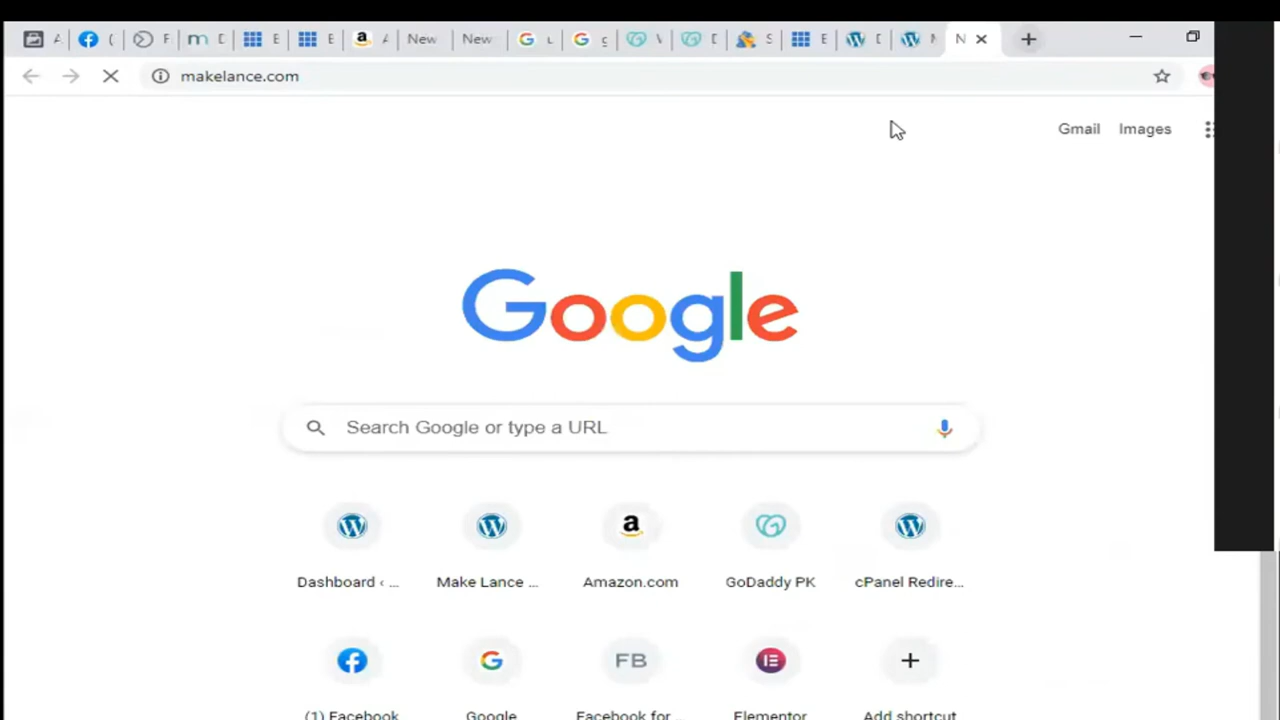 A ( F D E E A New New L g V D S E D M N
makelance.com
Gmail Images
Google
Search Google or type a URL
a
Dashboard ‹ ... Make Lance ... Amazon.com GoDaddy PK cPanel Redire...
FB
(1) Facebook Google Facebook for ... Elementor Add shortcut